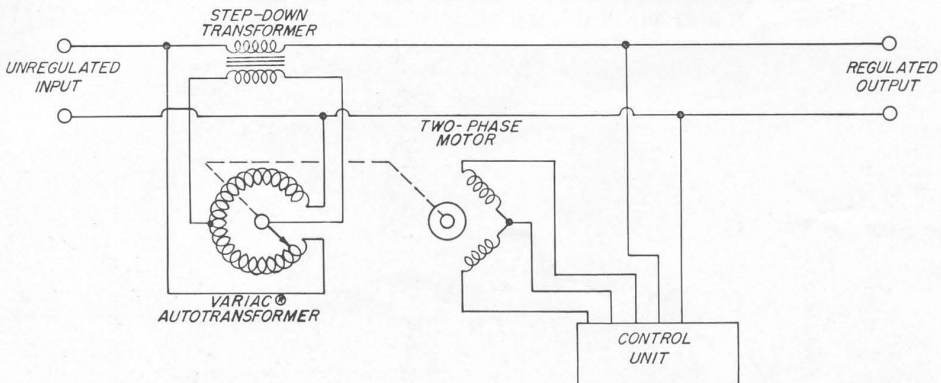 STEP-DOWN
TRANSFORMER
UNREGULATED
INPUT
REGULATED
OUTPUT
TWO-PHASE
MOTOR
VARIAC®
AUTOTRANSFORMER
CONTROL
UNIT